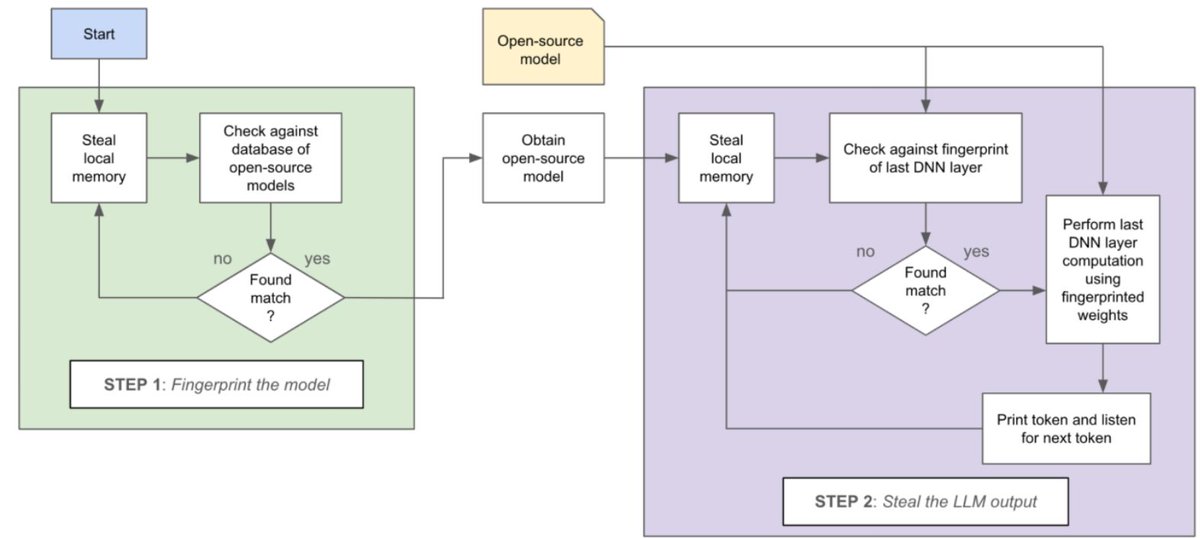 Start
Steal
local
memory
Check against
database of
open-source
models
no
yes
Found
match
?
STEP 1: Fingerprint the model
Open-source
model
Obtain
open-source
model
Steal
local
memory
Check against fingerprint
of last DNN layer
no
yes
Found
match
?
Perform last
DNN layer
computation
using
fingerprinted
weights
Print token and listen
for next token
STEP 2: Steal the LLM output